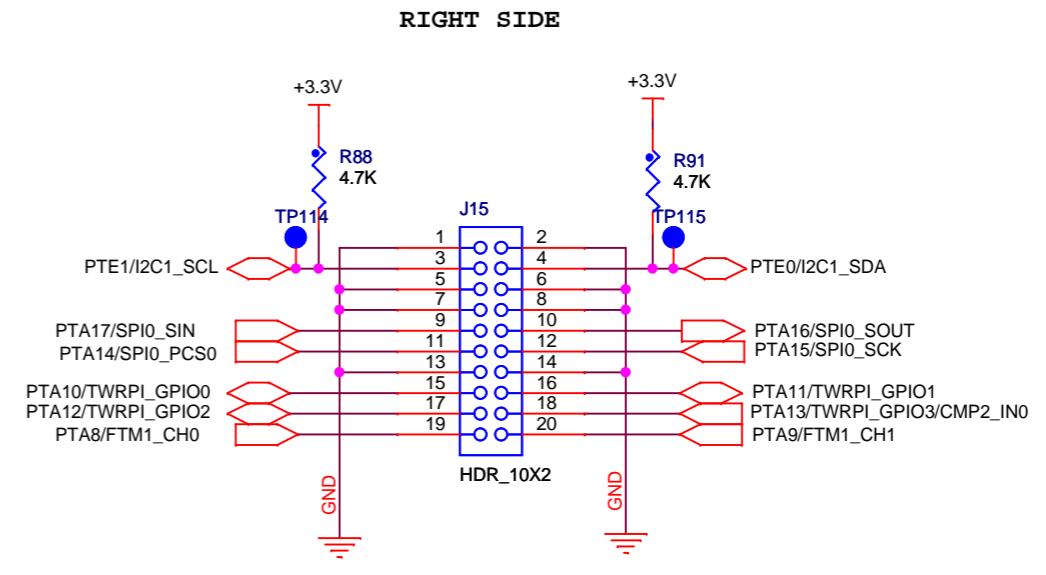 RIGHT SIDE
+3.3V
+3.3V
R88
4.7K
R91
4.7K
TP114
J15
TP115
1 2
PTE1/I2C1_SCL 3 4 PTE0/I2C1_SDA
5 6
7 8
PTA17/SPI0_SIN 9 10 PTA16/SPI0_SOUT
PTA14/SPI0_PCS0 11 12 PTA15/SPI0_SCK
13 14
PTA10/TWRPI_GPIO0 15 16 PTA11/TWRPI_GPIO1
PTA12/TWRPI_GPIO2 17 18 PTA13/TWRPI_GPIO3/CMP2_IN0
PTA8/FTM1_CH0 19 20 PTA9/FTM1_CH1
HDR_10X2
GND
GND